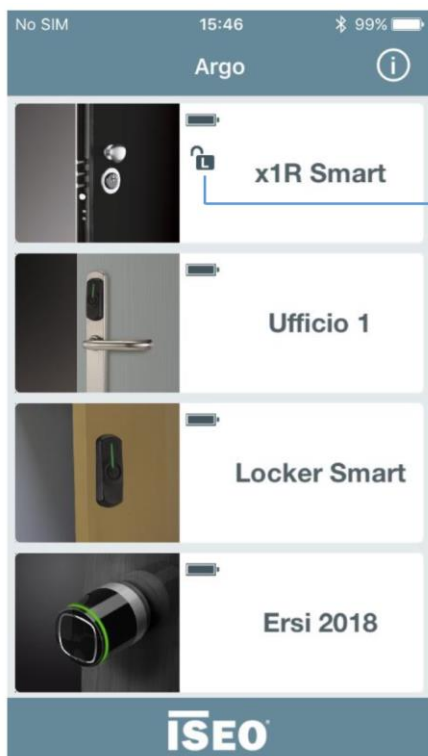 No SIM 15:46 99%
Argo
i
L
x1R Smart
Ufficio 1
Locker Smart
Ersi 2018
ISEO